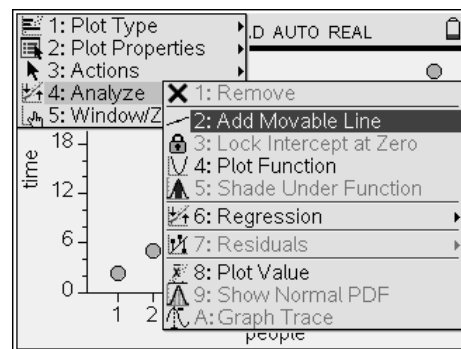 1: Plot Type
2: Plot Properties
3: Actions
4: Analyze
5: Window/Z
.D AUTO REAL
1: Remove
2: Add Movable Line
3: Lock Intercept at Zero
4: Plot Function
5: Shade Under Function
6: Regression
7: Residuals
8: Plot Value
9: Show Normal PDF
A: Graph Trace
time
18
12
6
0
1 2
people